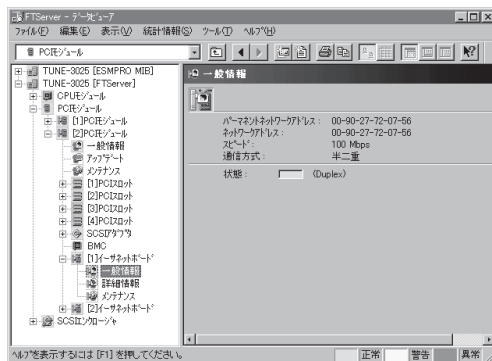 FTServer - データビューア
ファイル(F) 編集(E) 表示(V) 統計情報(S) ツール(T) ヘルプ(H)
PCIモジュール
TUNE-3025 [ESMPRO MIB]
TUNE-3025 [FTServer]
CPUモジュール
PCIモジュール
[1]PCIモジュール
[2]PCIモジュール
一般情報
アップデート
メンテナンス
[1]PCIスロット
[2]PCIスロット
[3]PCIスロット
[4]PCIスロット
SCSIアダプタ
BMC
[1]イーサネットボード
一般情報
詳細情報
メンテナンス
[2]イーサネットボード
SCSIエンクロージャ
一般情報
パーマネントネットワークアドレス: 00-90-27-72-07-56
ネットワークアドレス: 00-90-27-72-07-56
スピード: 100 Mbps
通信方式: 半二重
状態: (Duplex)
ヘルプを表示するには [F1] を押してください。
正常 警告 異常